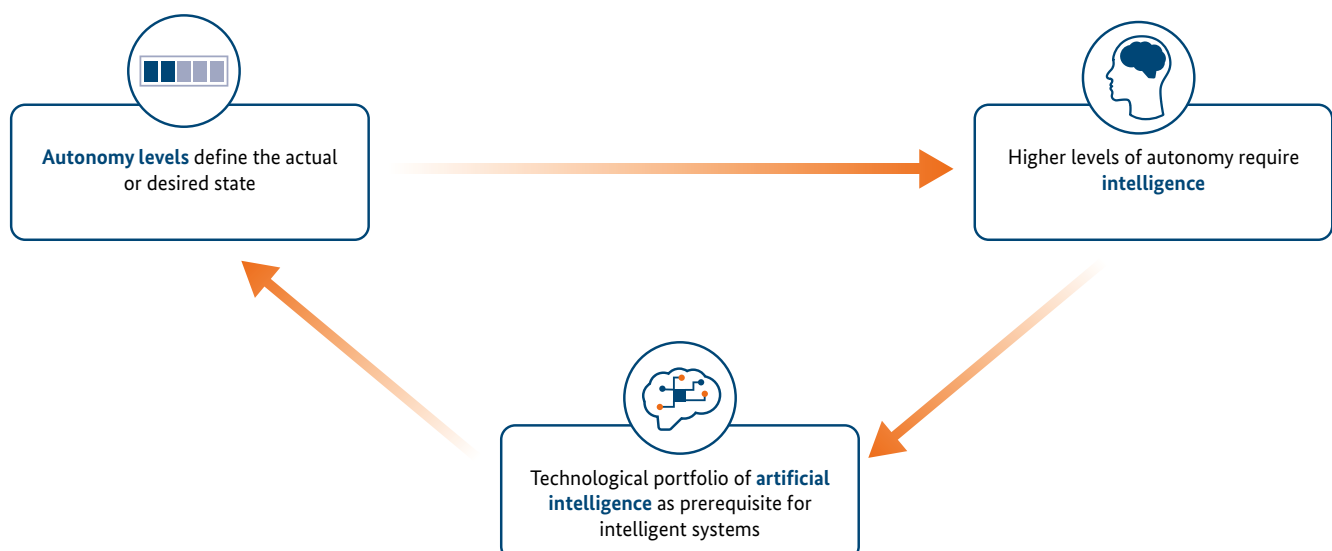 Autonomy levels define the actual
or desired state
Higher levels of autonomy require
intelligence
Technological portfolio of artificial
intelligence as prerequisite for
intelligent systems